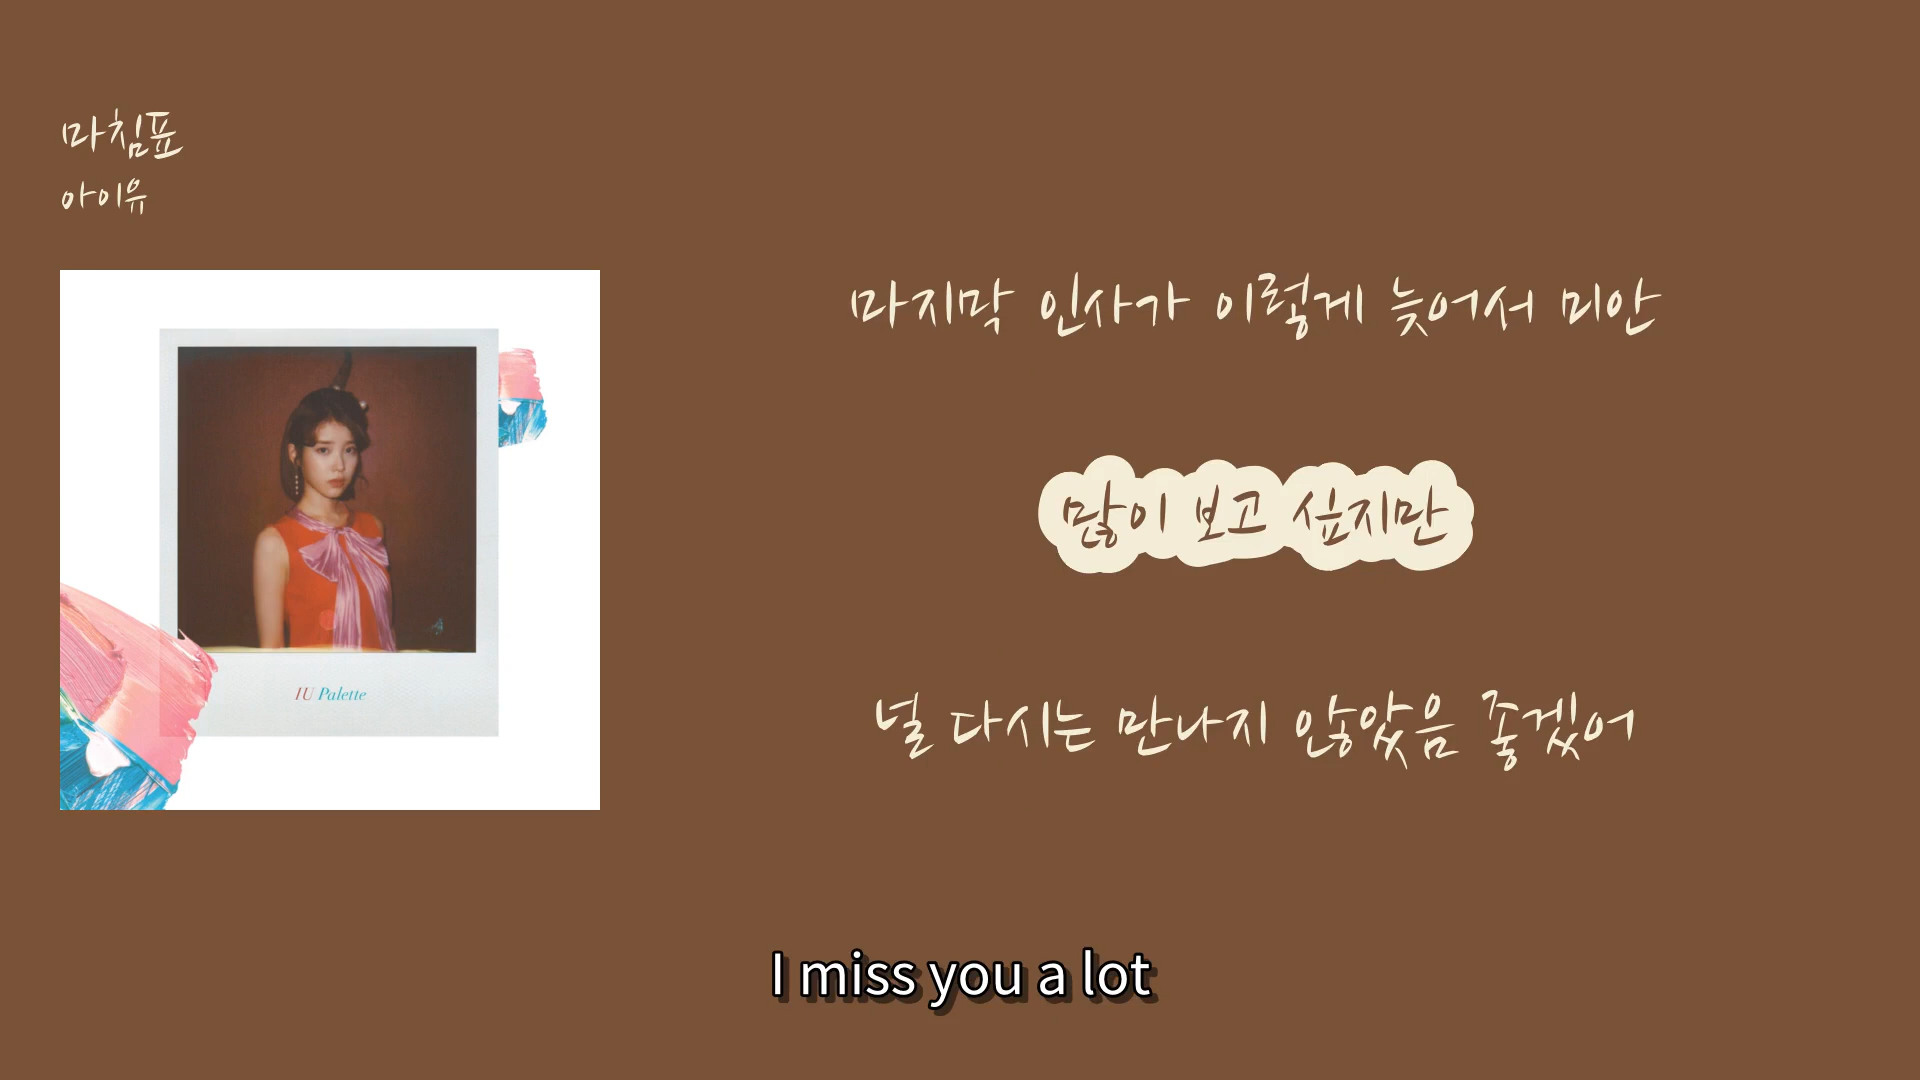 마침표
아이유
IU Palette
마지막 인사가 이렇게 늦어서 미안
많이 보고 싶지만
널 다시는 만나지 않았음 좋겠어
I miss you a lot